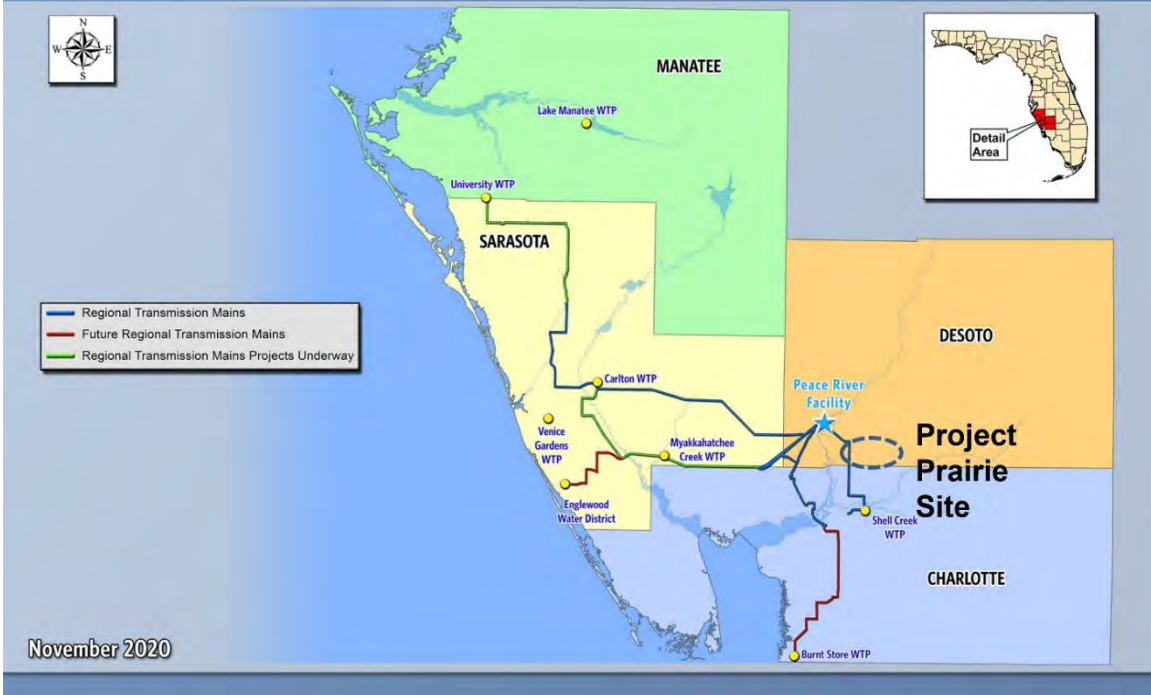 N
W
E
S
MANATEE
Lake Manatee WTP
Detail
Area
University WTP
SARASOTA
Regional Transmission Mains
Future Regional Transmission Mains
Regional Transmission Mains Projects Underway
DESOTO
Carlton WTP
Peace River
Facility
Venice
Gardens
WTP
Myakkahatchee
Creek WTP
Project
Prairie
Site
Englewood
Water District
Shell Creek
WTP
CHARLOTTE
November 2020
Burnt Store WTP